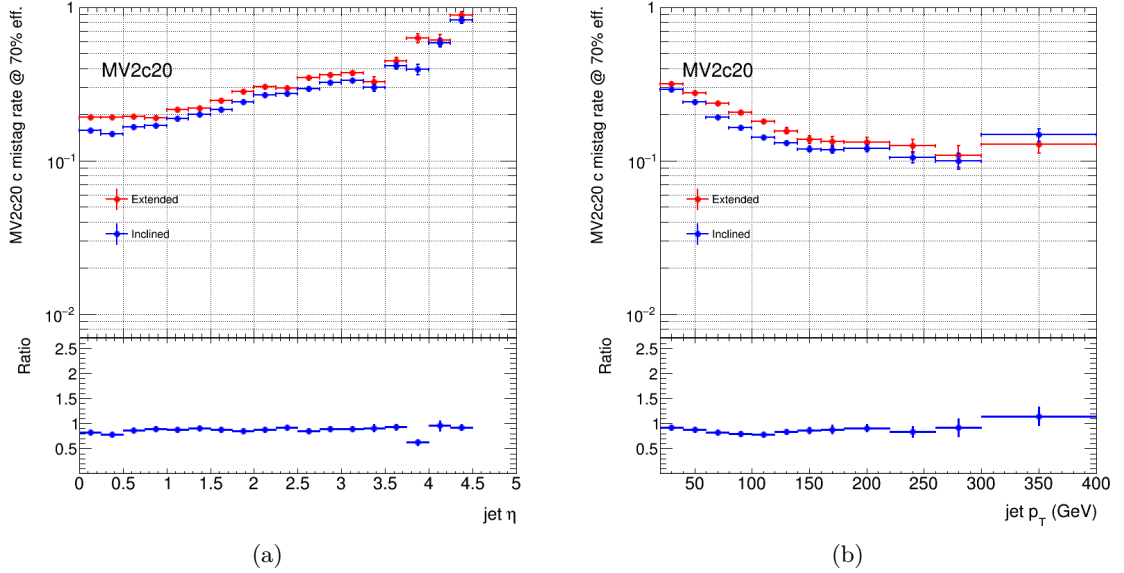 MV2c20 c mistag rate @ 70% eff.
1
10⁻¹
10⁻²
MV2c20
Extended
Inclined
Ratio
2.5
2
1.5
1
0.5
0 0.5 1 1.5 2 2.5 3 3.5 4 4.5 5
jet η
(a)
MV2c20 c mistag rate @ 70% eff.
1
10⁻¹
10⁻²
MV2c20
Extended
Inclined
Ratio
2.5
2
1.5
1
0.5
50 100 150 200 250 300 350 400
jet p_T (GeV)
(b)